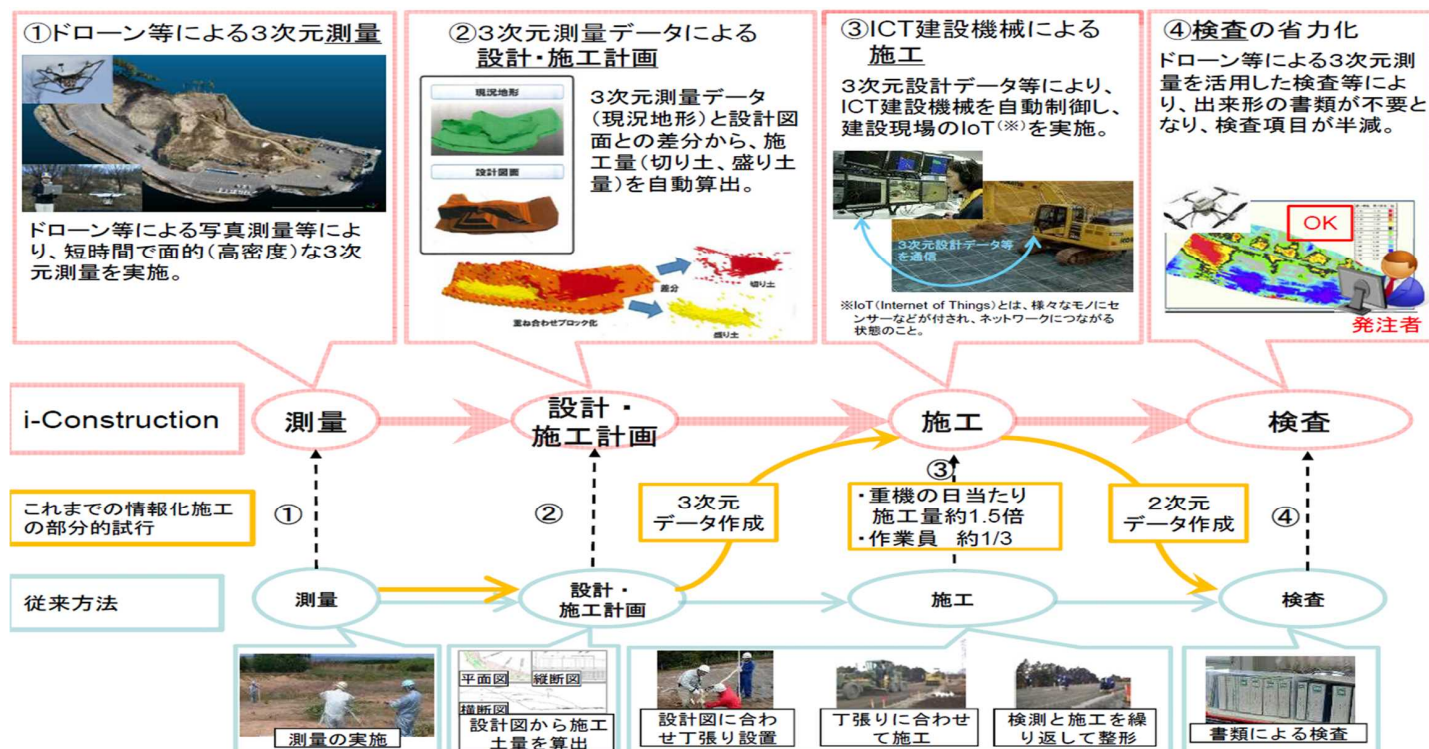 ①ドローン等による3次元測量
ドローン等による写真測量等によ
り、短時間で面的(高密度)な3次
元測量を実施。
②3次元測量データによる
設計・施工計画
現況地形
設計図面
3次元測量データ
(現況地形)と設計図
面との差分から、施
工量(切り土、盛り土
量)を自動算出。
差分
切り土
重ね合わせブロック化
盛り土
③ICT建設機械による
施工
3次元設計データ等により、
ICT建設機械を自動制御し、
建設現場のIoT(※)を実施。
3次元設計データ等
を通信
※IoT(Internet of Things)とは、様々なモノにセ
ンサーなどが付され、ネットワークにつながる
状態のこと。
④検査の省力化
ドローン等による3次元測
量を活用した検査等によ
り、出来形の書類が不要と
なり、検査項目が半減。
OK
発注者
i-Construction
測量
設計・
施工計画
施工
検査
これまでの情報化施工
の部分的試行
①
②
3次元
データ作成
③
・重機の日当たり
施工量約1.5倍
・作業員 約1/3
2次元
データ作成
④
従来方法
測量
設計・
施工計画
施工
検査
測量の実施
平面図
縦断図
横断図
設計図から施工
土量を算出
設計図に合わ
せ丁張り設置
丁張りに合わせ
て施工
検測と施工を繰
り返して整形
書類による検査